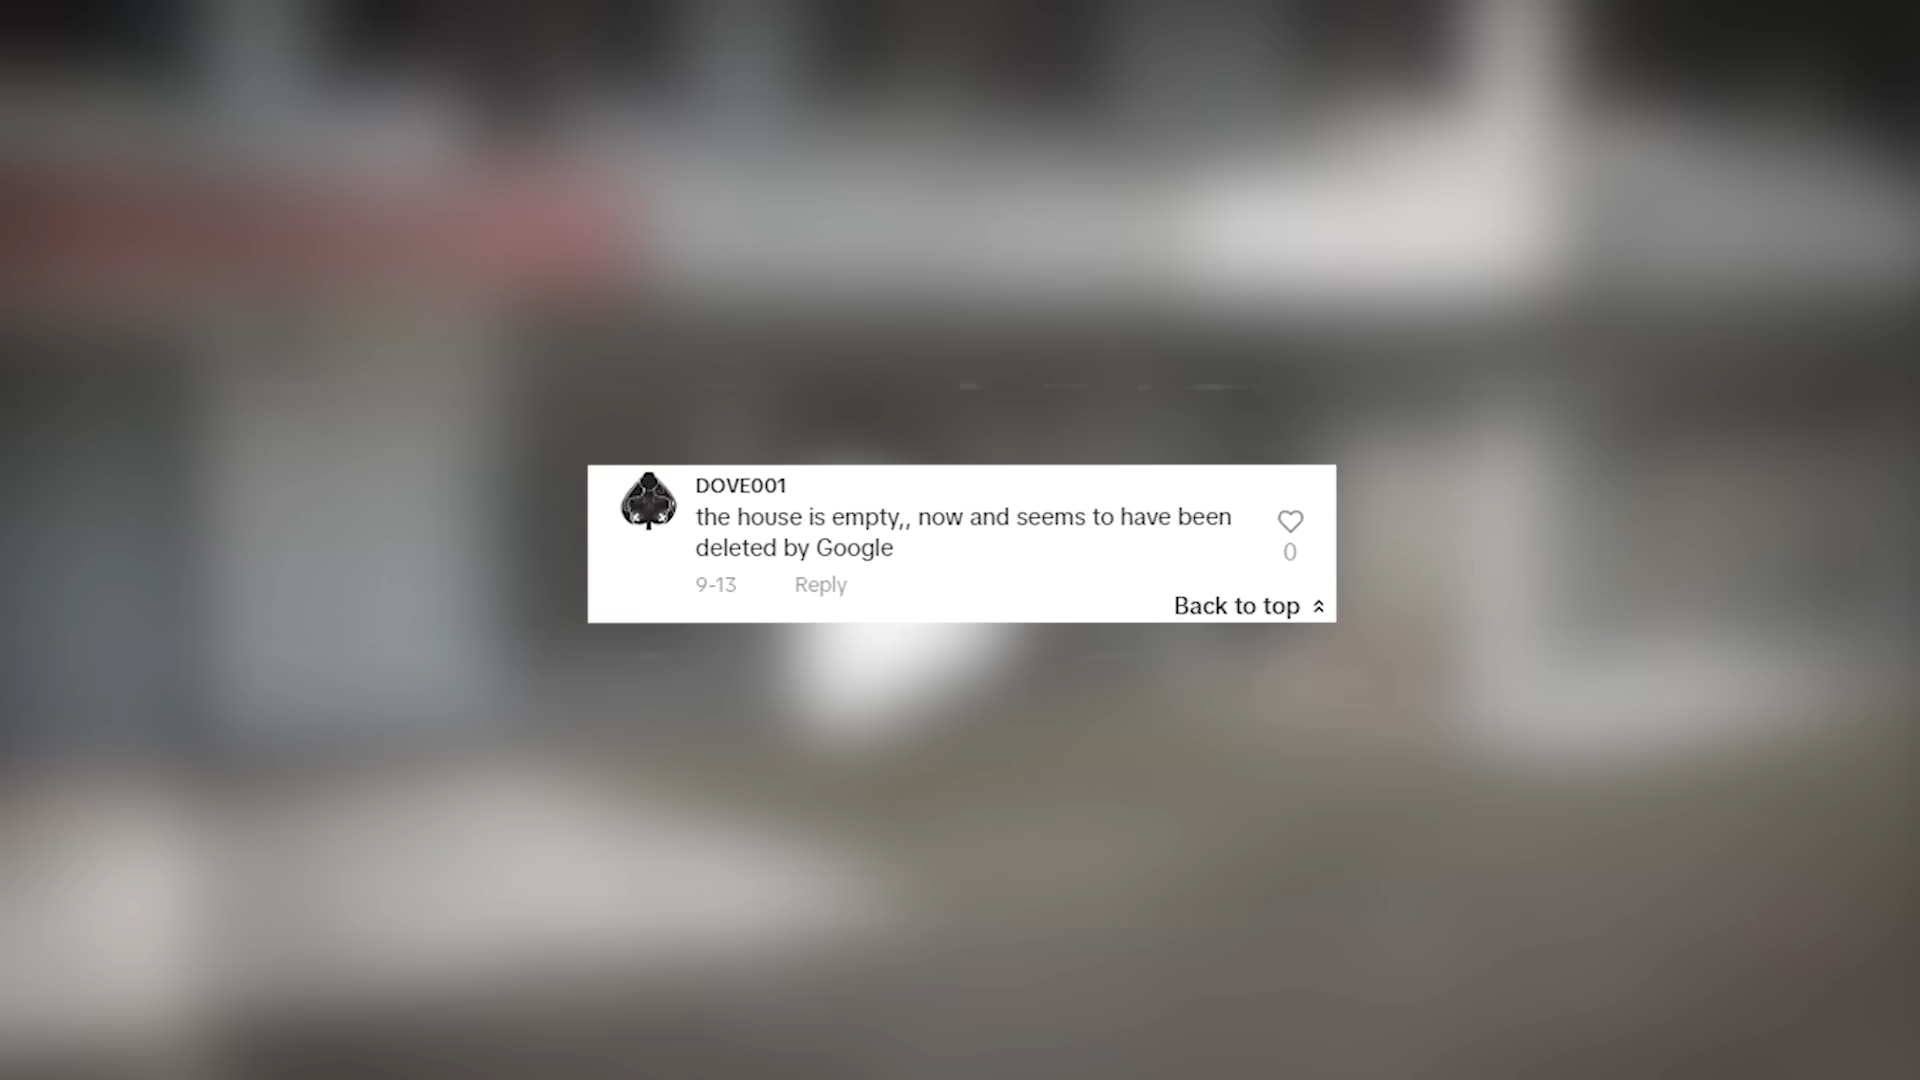 DOVE001
the house is empty,, now and seems to have been
deleted by Google
0
9-13 Reply
Back to top